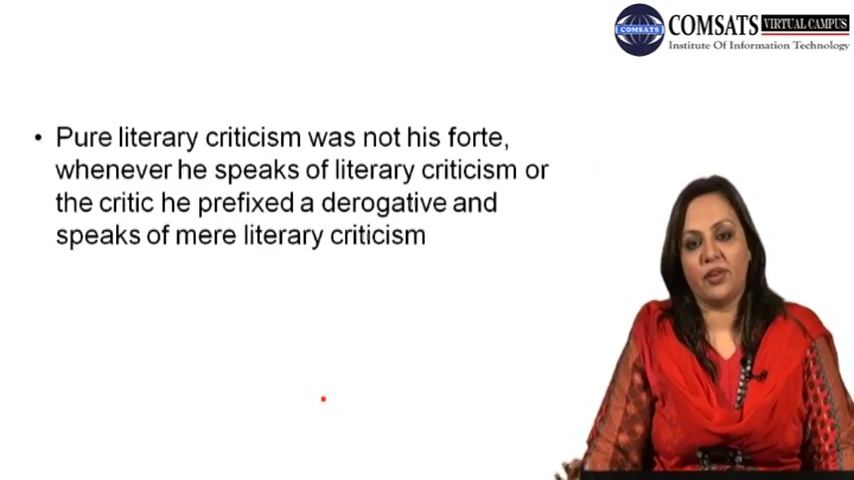 COMSATS VIRTUAL CAMPUS
COMSATS
Institute Of Information Technology
• Pure literary criticism was not his forte,
whenever he speaks of literary criticism or
the critic he prefixed a derogative and
speaks of mere literary criticism